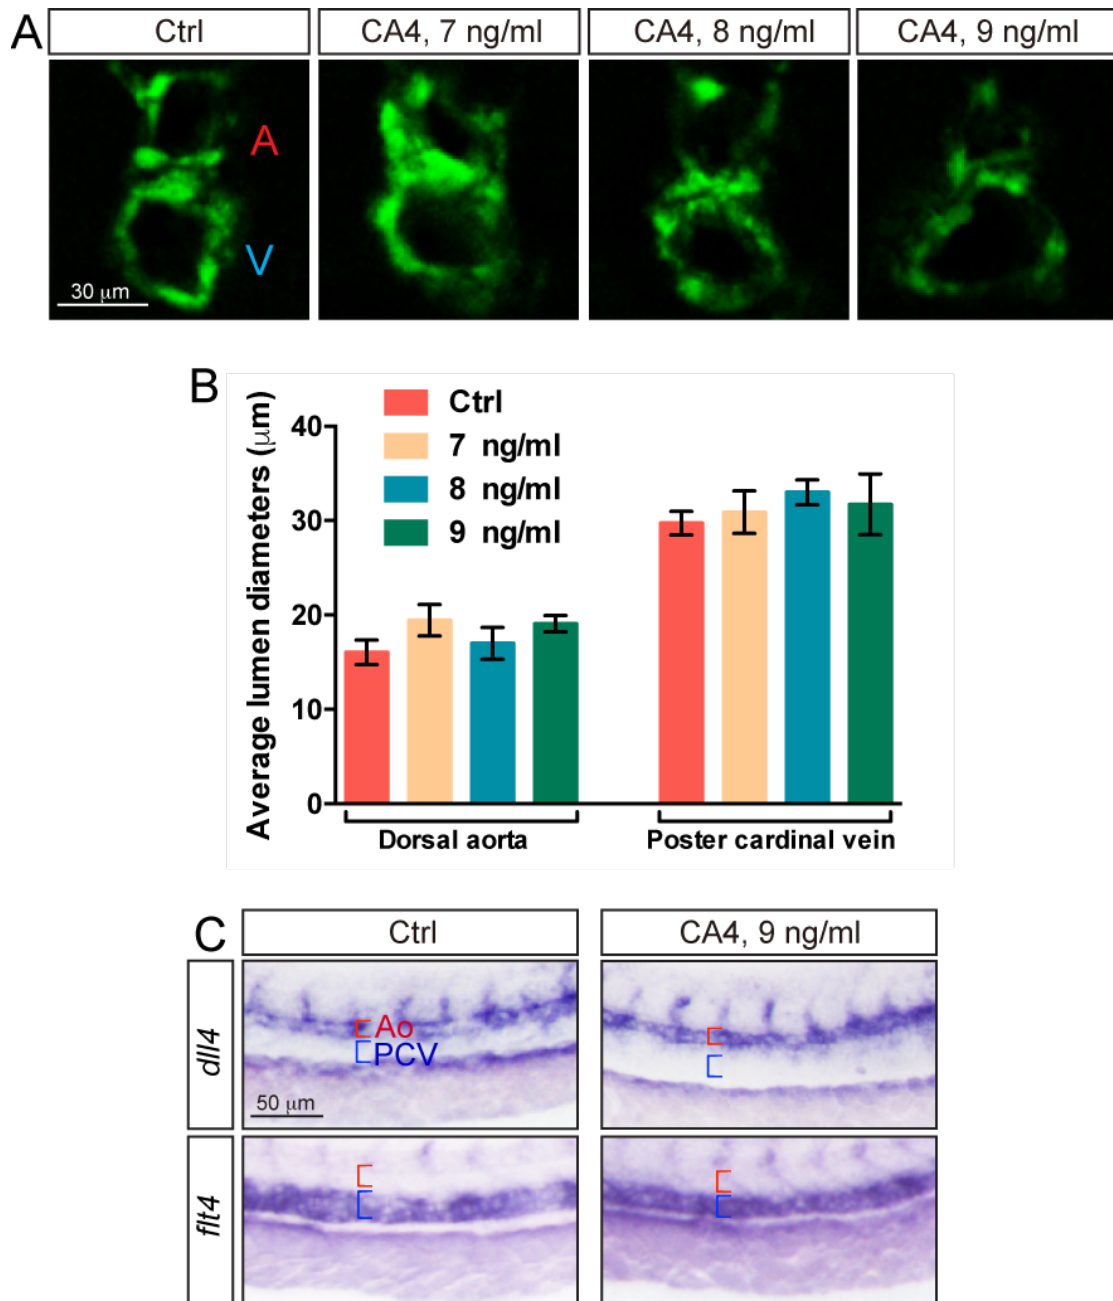 A
Ctrl
CA4, 7 ng/ml
CA4, 8 ng/ml
CA4, 9 ng/ml
A
V
30 μm
B
Average lumen diameters (μm)
40
30
20
10
0
Ctrl
7 ng/ml
8 ng/ml
9 ng/ml
Dorsal aorta
Poster cardinal vein
C
Ctrl
CA4, 9 ng/ml
dll4
Ao
PCV
50 μm
flt4